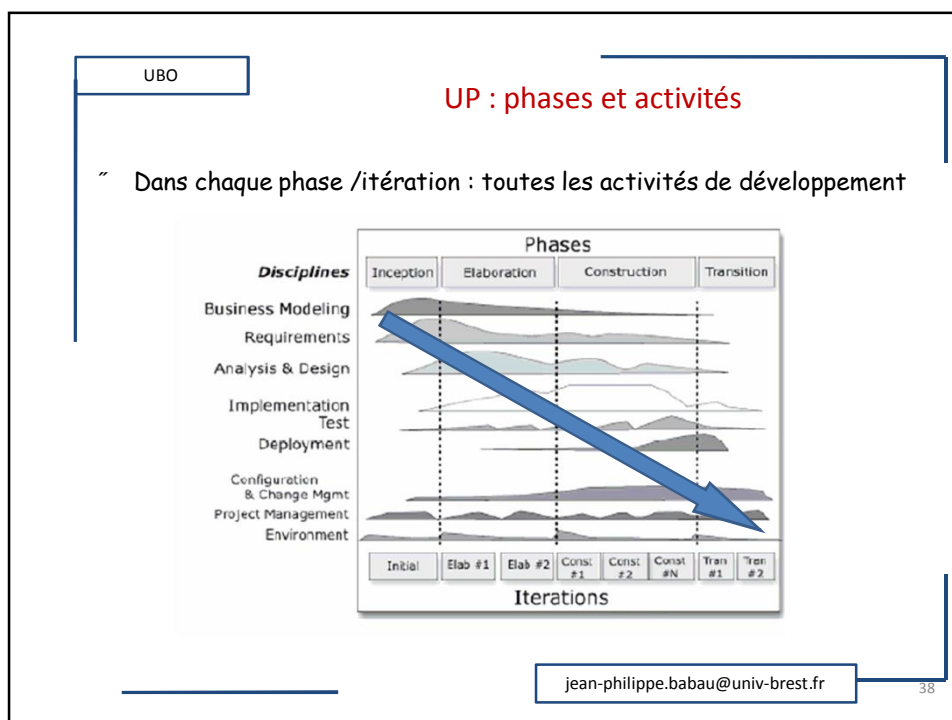 UBO
UP : phases et activités
˝ Dans chaque phase /itération : toutes les activités de développement
Phases
Disciplines
Inception
Elaboration
Construction
Transition
Business Modeling
Requirements
Analysis & Design
Implementation
Test
Deployment
Configuration
& Change Mgmt
Project Management
Environment
Initial
Elab #1
Elab #2
Const
#1
Const
#2
Const
#N
Tran
#1
Tran
#2
Iterations
jean-philippe.babau@univ-brest.fr
38